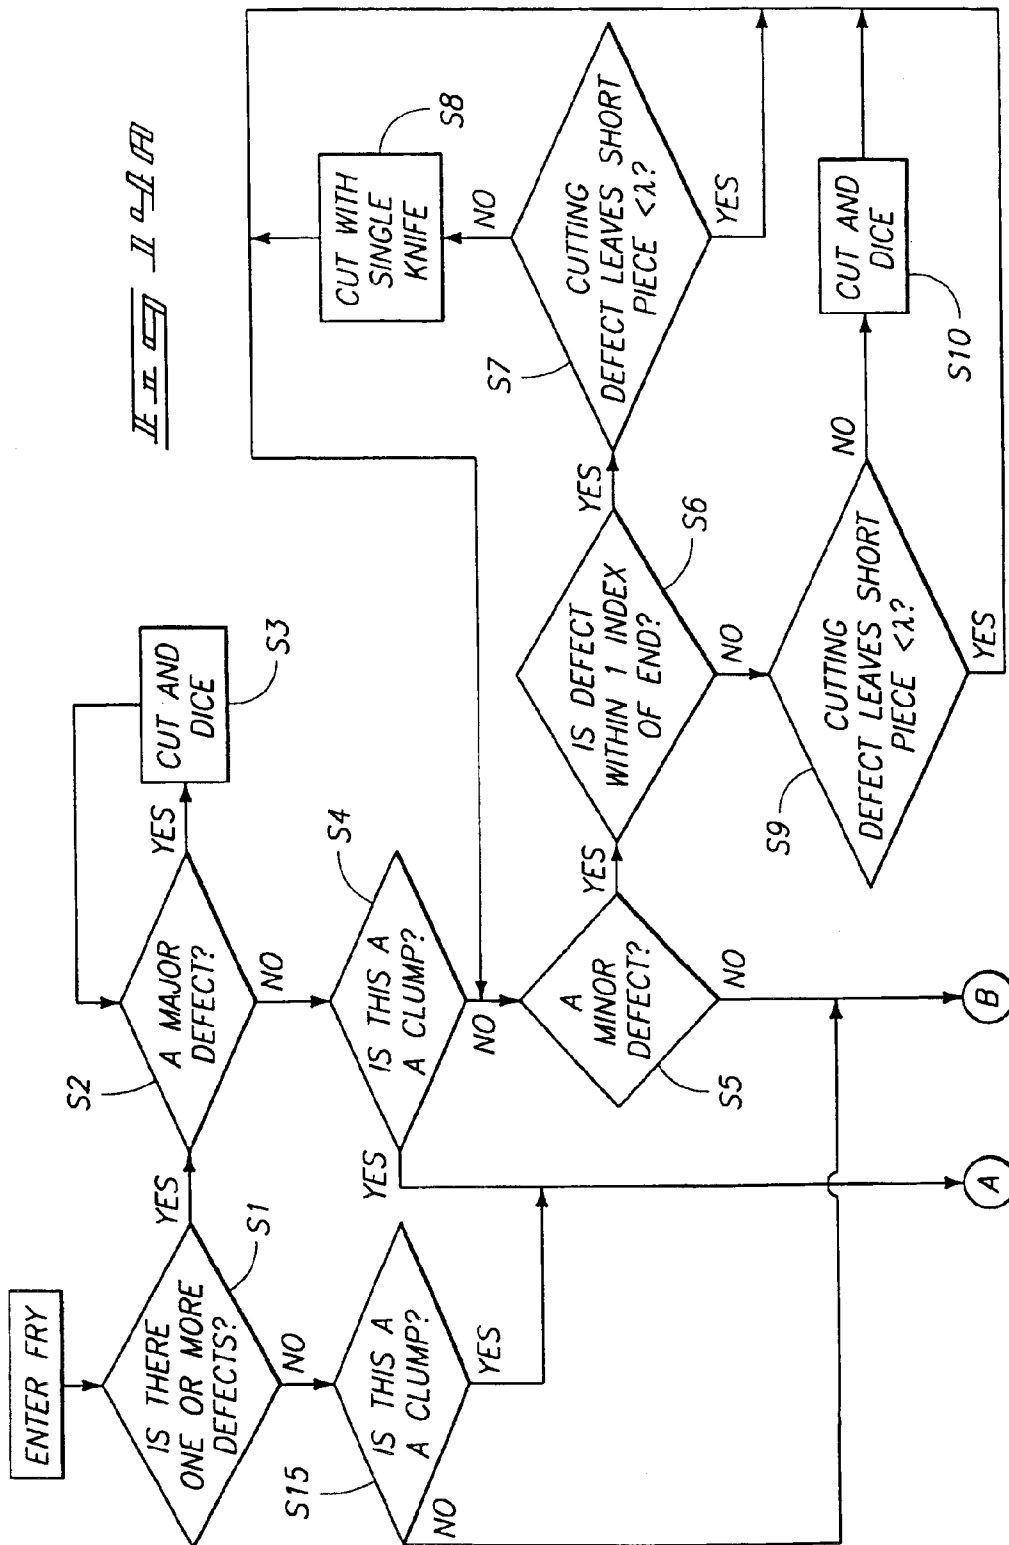 FIG 14A
ENTER FRY
IS THERE
ONE OR MORE
DEFECTS?
S1
YES
NO
A MAJOR
DEFECT?
S2
YES
NO
CUT AND
DICE
S3
IS THIS A
A CLUMP?
S15
YES
NO
IS THIS A
A CLUMP?
S4
YES
NO
A
MINOR
DEFECT?
S5
YES
NO
IS DEFECT
WITHIN 1 INDEX
OF END?
S6
YES
NO
CUTTING
DEFECT LEAVES SHORT
PIECE <λ?
S7
NO
YES
CUT WITH
SINGLE
KNIFE
S8
CUTTING
DEFECT LEAVES SHORT
PIECE <λ?
S9
NO
YES
CUT AND
DICE
S10
A
B